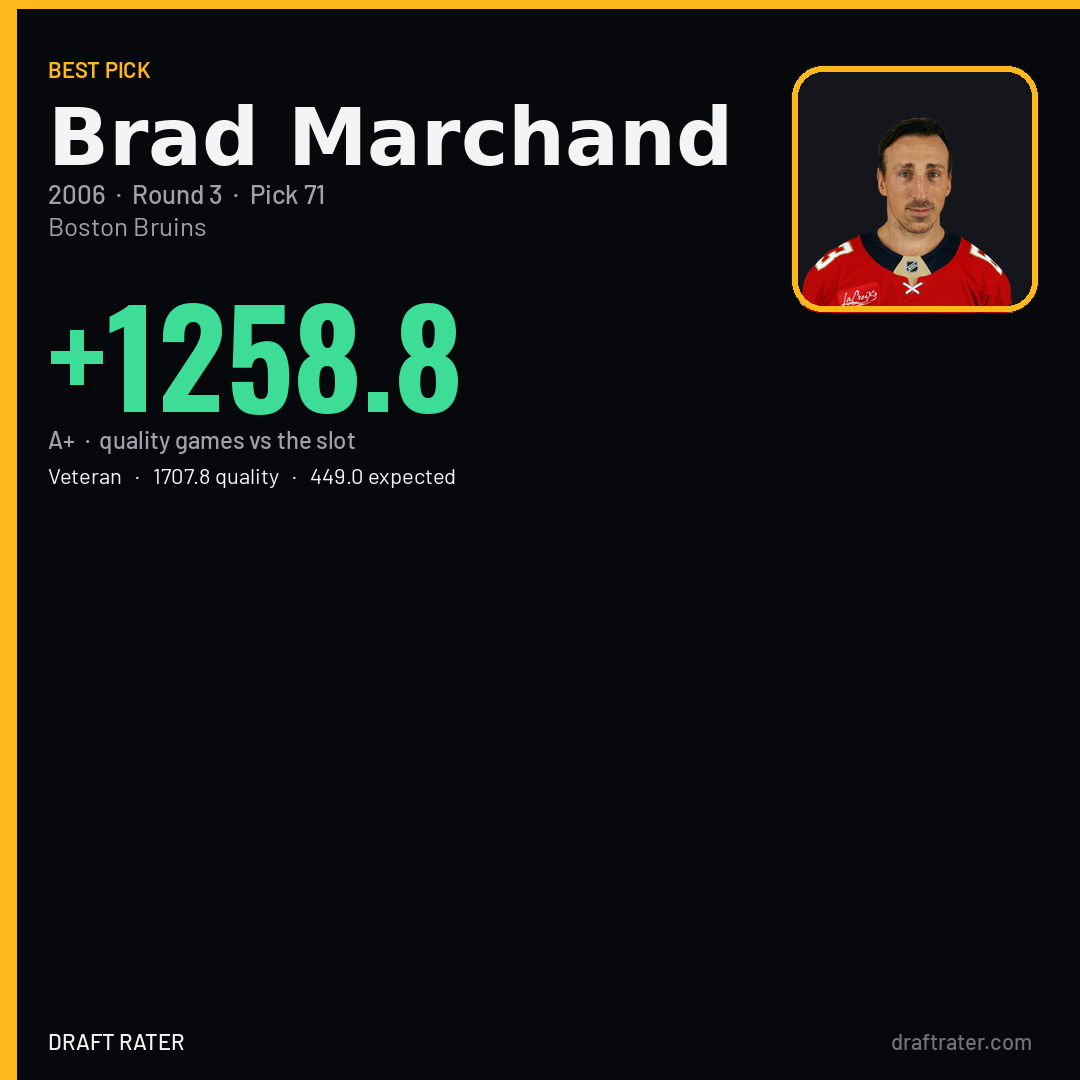 BEST PICK
Brad Marchand
2006 · Round 3 · Pick 71
Boston Bruins
+1258.8
A+ · quality games vs the slot
Veteran · 1707.8 quality · 449.0 expected
LaCroix
DRAFT RATER
draftrater.com